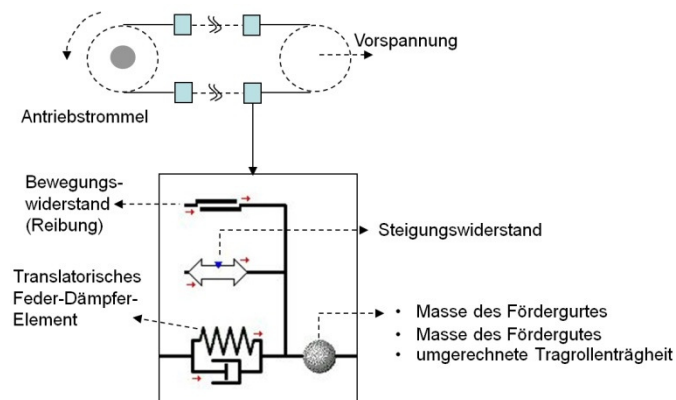 Vorspannung
Antriebstrommel
Bewegungs-
widerstand
(Reibung)
Steigungswiderstand
Translatorisches
Feder-Dämpfer-
Element
• Masse des Fördergurtes
• Masse des Fördergutes
• umgerechnete Tragrollenträgheit